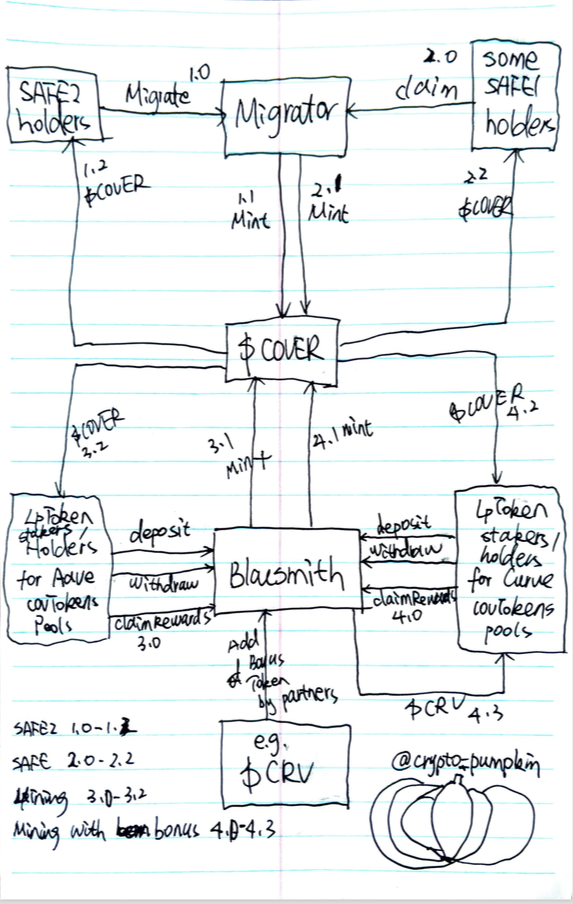 SAFE2
holders
Migrate 1.0
Migrator
2.0
claim
some
SAFE1
holders
1.2
$COVER
1.1
Mint
2.1
Mint
2.2
$COVER
$COVER
$COVER
3.2
3.1
Mint
4.1 mint
$COVER
4.2
LpToken
stakers/
Holders
for Aave
covTokens
Pools
deposit
withdraw
claimRewards
3.0
Blacsmith
deposit
withdraw
claimRewards
4.0
LpToken
stakers/
holders
for Curve
covTokens
pools
Add
Bonus
Token
by partners
$CRV 4.3
e.g.
$CRV
SAFE2 1.0-1.2
SAFE 2.0-2.2
Mining 3.0-3.2
Mining with bonus 4.0-4.3
@crypto_pumpkin